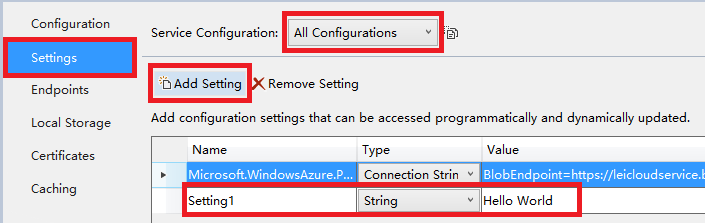 Configuration
Settings
Endpoints
Local Storage
Certificates
Caching
Service Configuration: All Configurations
Add Setting Remove Setting
Add configuration settings that can be accessed programmatically and dynamically updated.
Name Type Value
Microsoft.WindowsAzure.P... Connection Strin BlobEndpoint=https://leicloudservice.b
Setting1 String Hello World